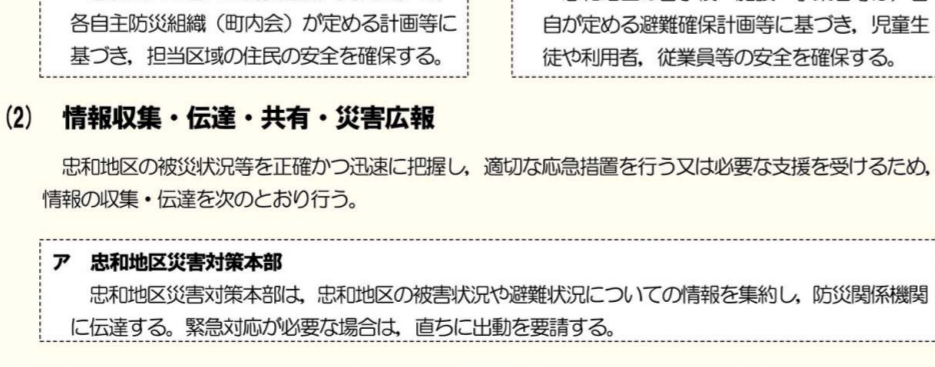 各自主防災組織（町内会）が定める計画等に
基づき，担当区域の住民の安全を確保する。
自が定める避難確保計画等に基づき，児童生
徒や利用者，従業員等の安全を確保する。
(2) 情報収集・伝達・共有・災害広報
忠和地区の被災状況等を正確かつ迅速に把握し，適切な応急措置を行う又は必要な支援を受けるため，
情報の収集・伝達を次のとおり行う。
ア 忠和地区災害対策本部
忠和地区災害対策本部は，忠和地区の被害状況や避難状況についての情報を集約し，防災関係機関
に伝達する。緊急対応が必要な場合は，直ちに出動を要請する。